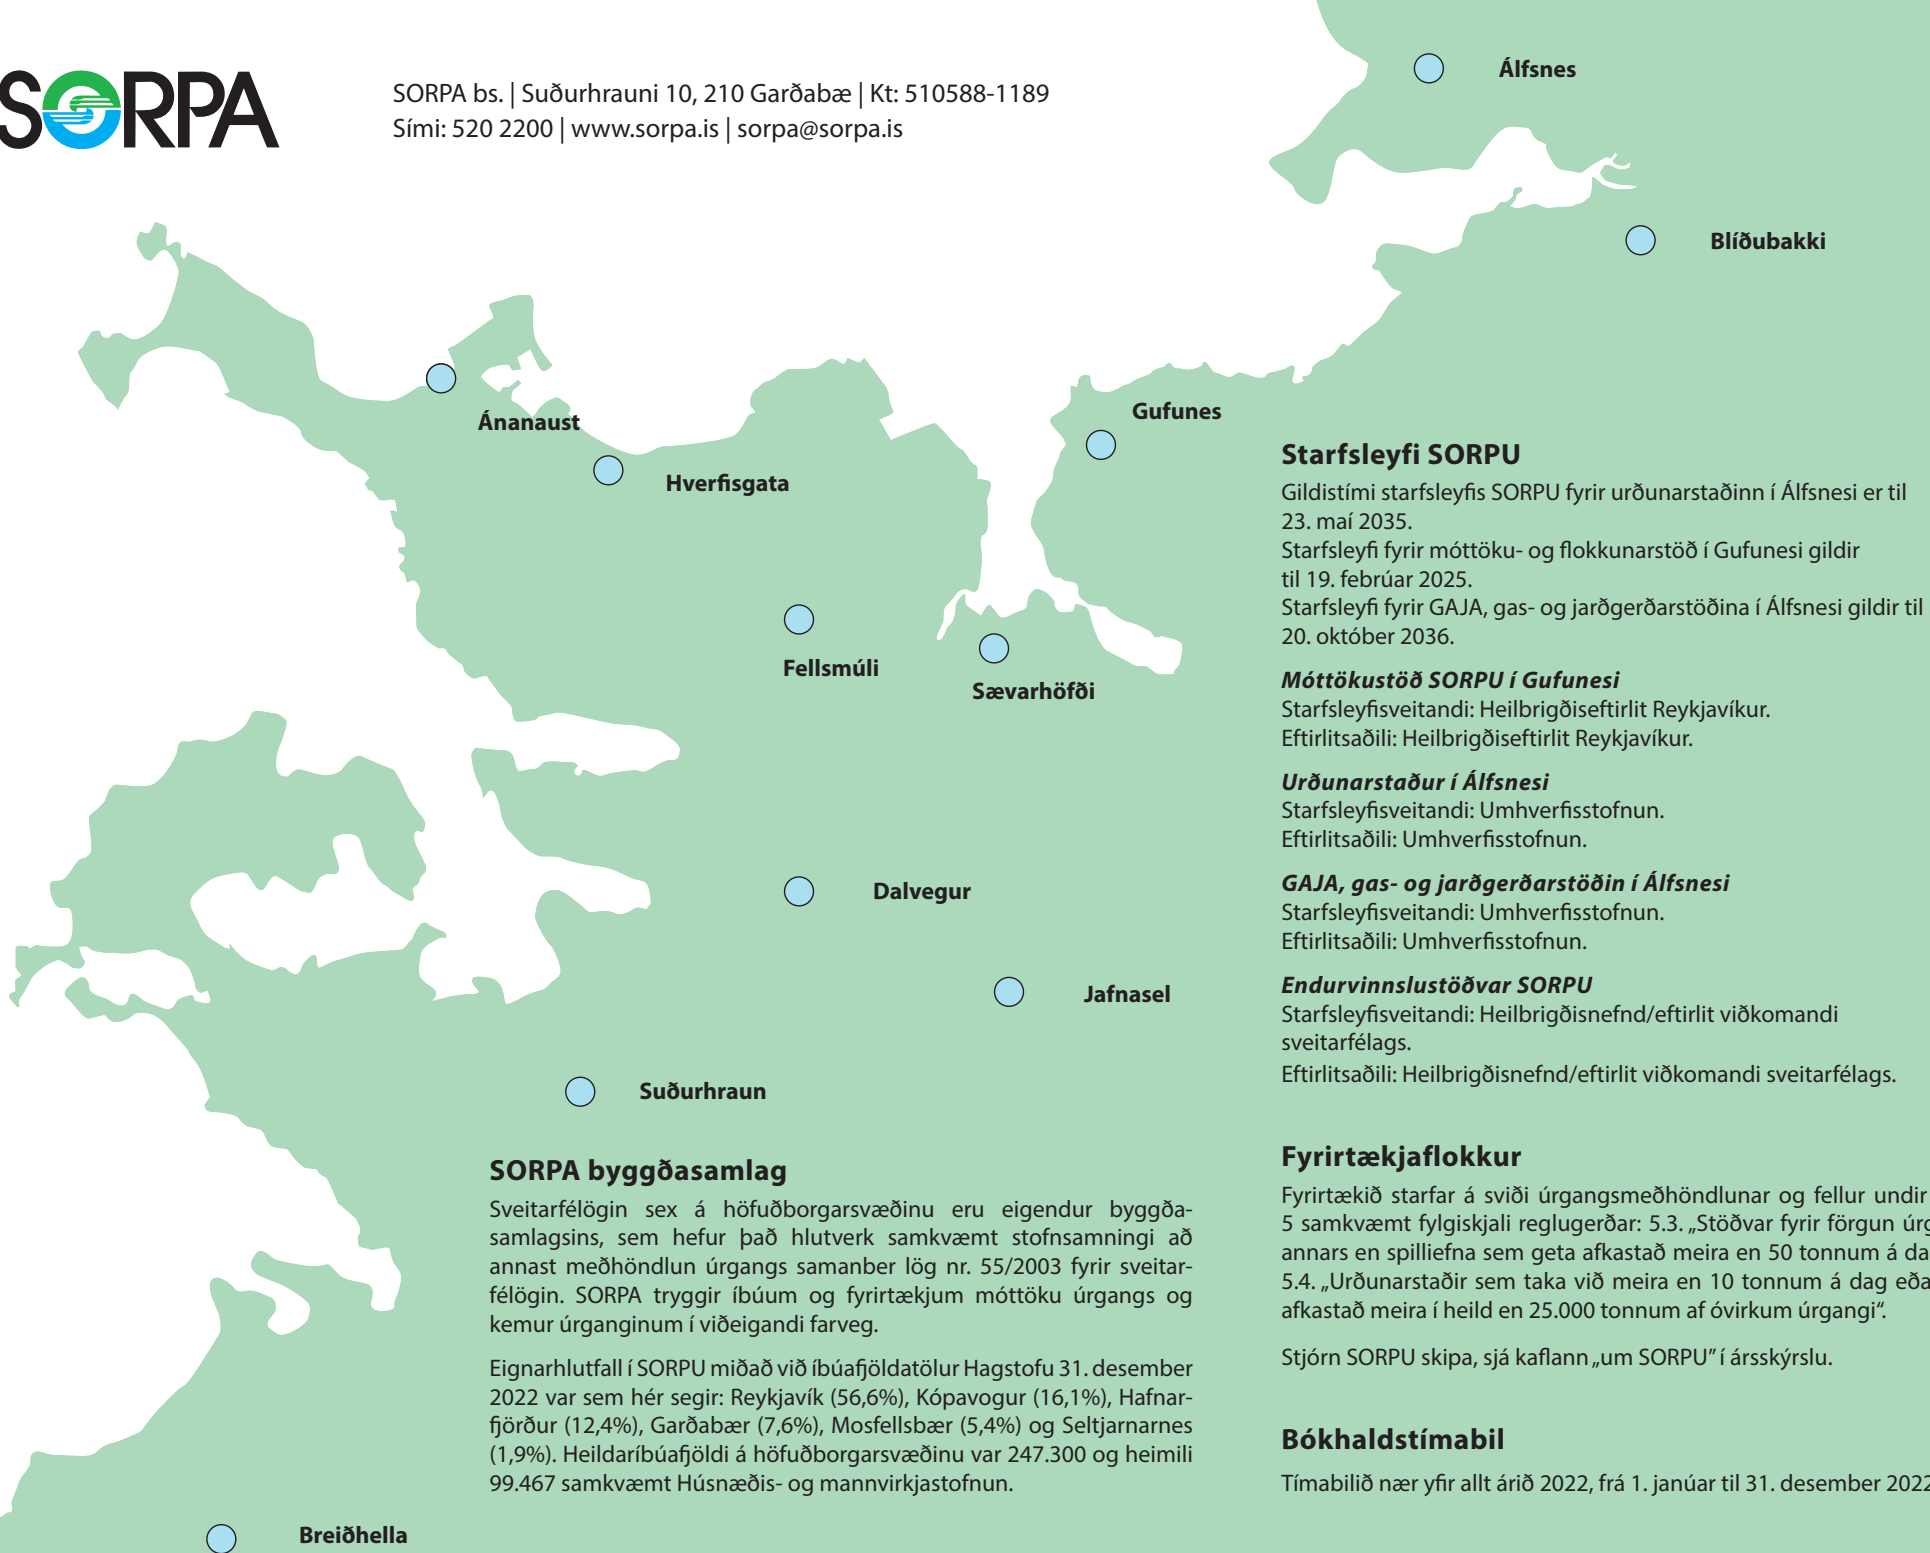 SORPA
SORPA bs. | Suðurhrauni 10, 210 Garðabæ | Kt: 510588-1189
Sími: 520 2200 | www.sorpa.is | sorpa@sorpa.is
Álfsnes
Blíðubakki
Ánanaust
Gufunes
Hverfisgata
Fellsmúli
Sævarhöfði
Dalvegur
Jafnasel
Suðurhraun
Breiðhella
SORPA byggðasamlag
Sveitarfélögin sex á höfuðborgarsvæðinu eru eigendur byggða-
samlagsins, sem hefur það hlutverk samkvæmt stofnsamningi að
annast meðhöndlun úrgangs samanber lög nr. 55/2003 fyrir sveitar-
félögin. SORPA tryggir íbúum og fyrirtækjum móttöku úrgangs og
kemur úrganginum í viðeigandi farveg.
Eignarhlutfall í SORPU miðað við íbúafjöldatölur Hagstofu 31. desember
2022 var sem hér segir: Reykjavík (56,6%), Kópavogur (16,1%), Hafnar-
fjörður (12,4%), Garðabær (7,6%), Mosfellsbær (5,4%) og Seltjarnarnes
(1,9%). Heildaríbúafjöldi á höfuðborgarsvæðinu var 247.300 og heimili
99.467 samkvæmt Húsnæðis- og mannvirkjastofnun.
Starfsleyfi SORPU
Gildistími starfsleyfis SORPU fyrir urðunarstaðinn í Álfsnesi er til
23. maí 2035.
Starfsleyfi fyrir móttöku- og flokkunarstöð í Gufunesi gildir
til 19. febrúar 2025.
Starfsleyfi fyrir GAJA, gas- og jarðgerðarstöðina í Álfsnesi gildir til
20. október 2036.
Móttökustöð SORPU í Gufunesi
Starfsleyfisveitandi: Heilbrigðiseftirlit Reykjavíkur.
Eftirlitsaðili: Heilbrigðiseftirlit Reykjavíkur.
Urðunarstaður í Álfsnesi
Starfsleyfisveitandi: Umhverfisstofnun.
Eftirlitsaðili: Umhverfisstofnun.
GAJA, gas- og jarðgerðarstöðin í Álfsnesi
Starfsleyfisveitandi: Umhverfisstofnun.
Eftirlitsaðili: Umhverfisstofnun.
Endurvinnslustöðvar SORPU
Starfsleyfisveitandi: Heilbrigðisnefnd/eftirlit viðkomandi
sveitarfélags.
Eftirlitsaðili: Heilbrigðisnefnd/eftirlit viðkomandi sveitarfélags.
Fyrirtækjaflokkur
Fyrirtækið starfar á sviði úrgangsmeðhöndlunar og fellur undir
5 samkvæmt fylgiskjali reglugerðar: 5.3. „Stöðvar fyrir förgun
annars en spilliefna sem geta afkastað meira en 50 tonnum á
5.4. „Urðunarstaðir sem taka við meira en 10 tonnum á dag eða
afkastað meira í heild en 25.000 tonnum af óvirkum úrgangi“.
Stjórn SORPU skipa, sjá kaflann „um SORPU” í ársskýrslu.
Bókhaldstímabil
Tímabilið nær yfir allt árið 2022, frá 1. janúar til 31. desember 2022